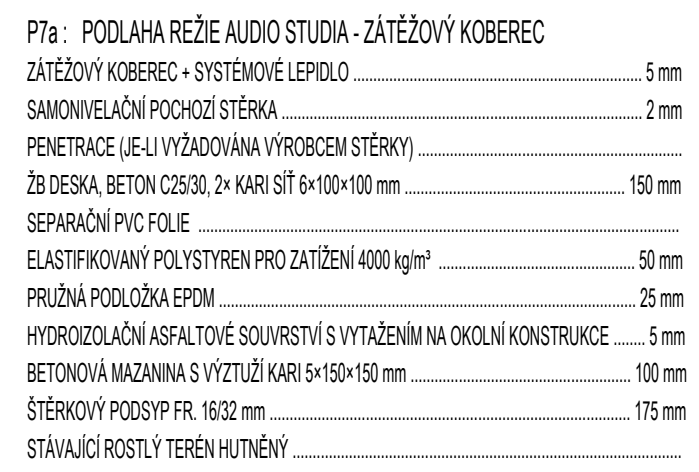 P7a : PODLAHA REŽIE AUDIO STUDIA - ZÁTĚŽOVÝ KOBEREC
ZÁTĚŽOVÝ KOBEREC + SYSTÉMOVÉ LEPIDLO ........................................................................ 5 mm
SAMONIVELAČNÍ POCHOZÍ STĚRKA .......................................................................................... 2 mm
PENETRACE (JE-LI VYŽADOVÁNA VÝROBCEM STĚRKY) ..................................................................
ŽB DESKA, BETON C25/30, 2× KARI SÍŤ 6×100×100 mm ....................................................... 150 mm
SEPARAČNÍ PVC FOLIE ........................................................................................................................
ELASTIFIKOVANÝ POLYSTYREN PRO ZATÍŽENÍ 4000 kg/m³ ................................................. 50 mm
PRUŽNÁ PODLOŽKA EPDM ........................................................................................................ 25 mm
HYDROIZOLAČNÍ ASFALTOVÉ SOUVRSTVÍ S VYTAŽENÍM NA OKOLNÍ KONSTRUKCE ........ 5 mm
BETONOVÁ MAZANINA S VÝZTUŽÍ KARI 5×150×150 mm ....................................................... 100 mm
ŠTĚRKOVÝ PODSYP FR. 16/32 mm .......................................................................................... 175 mm
STÁVAJÍCÍ ROSTLÝ TERÉN HUTNĚNÝ .................................................................................................